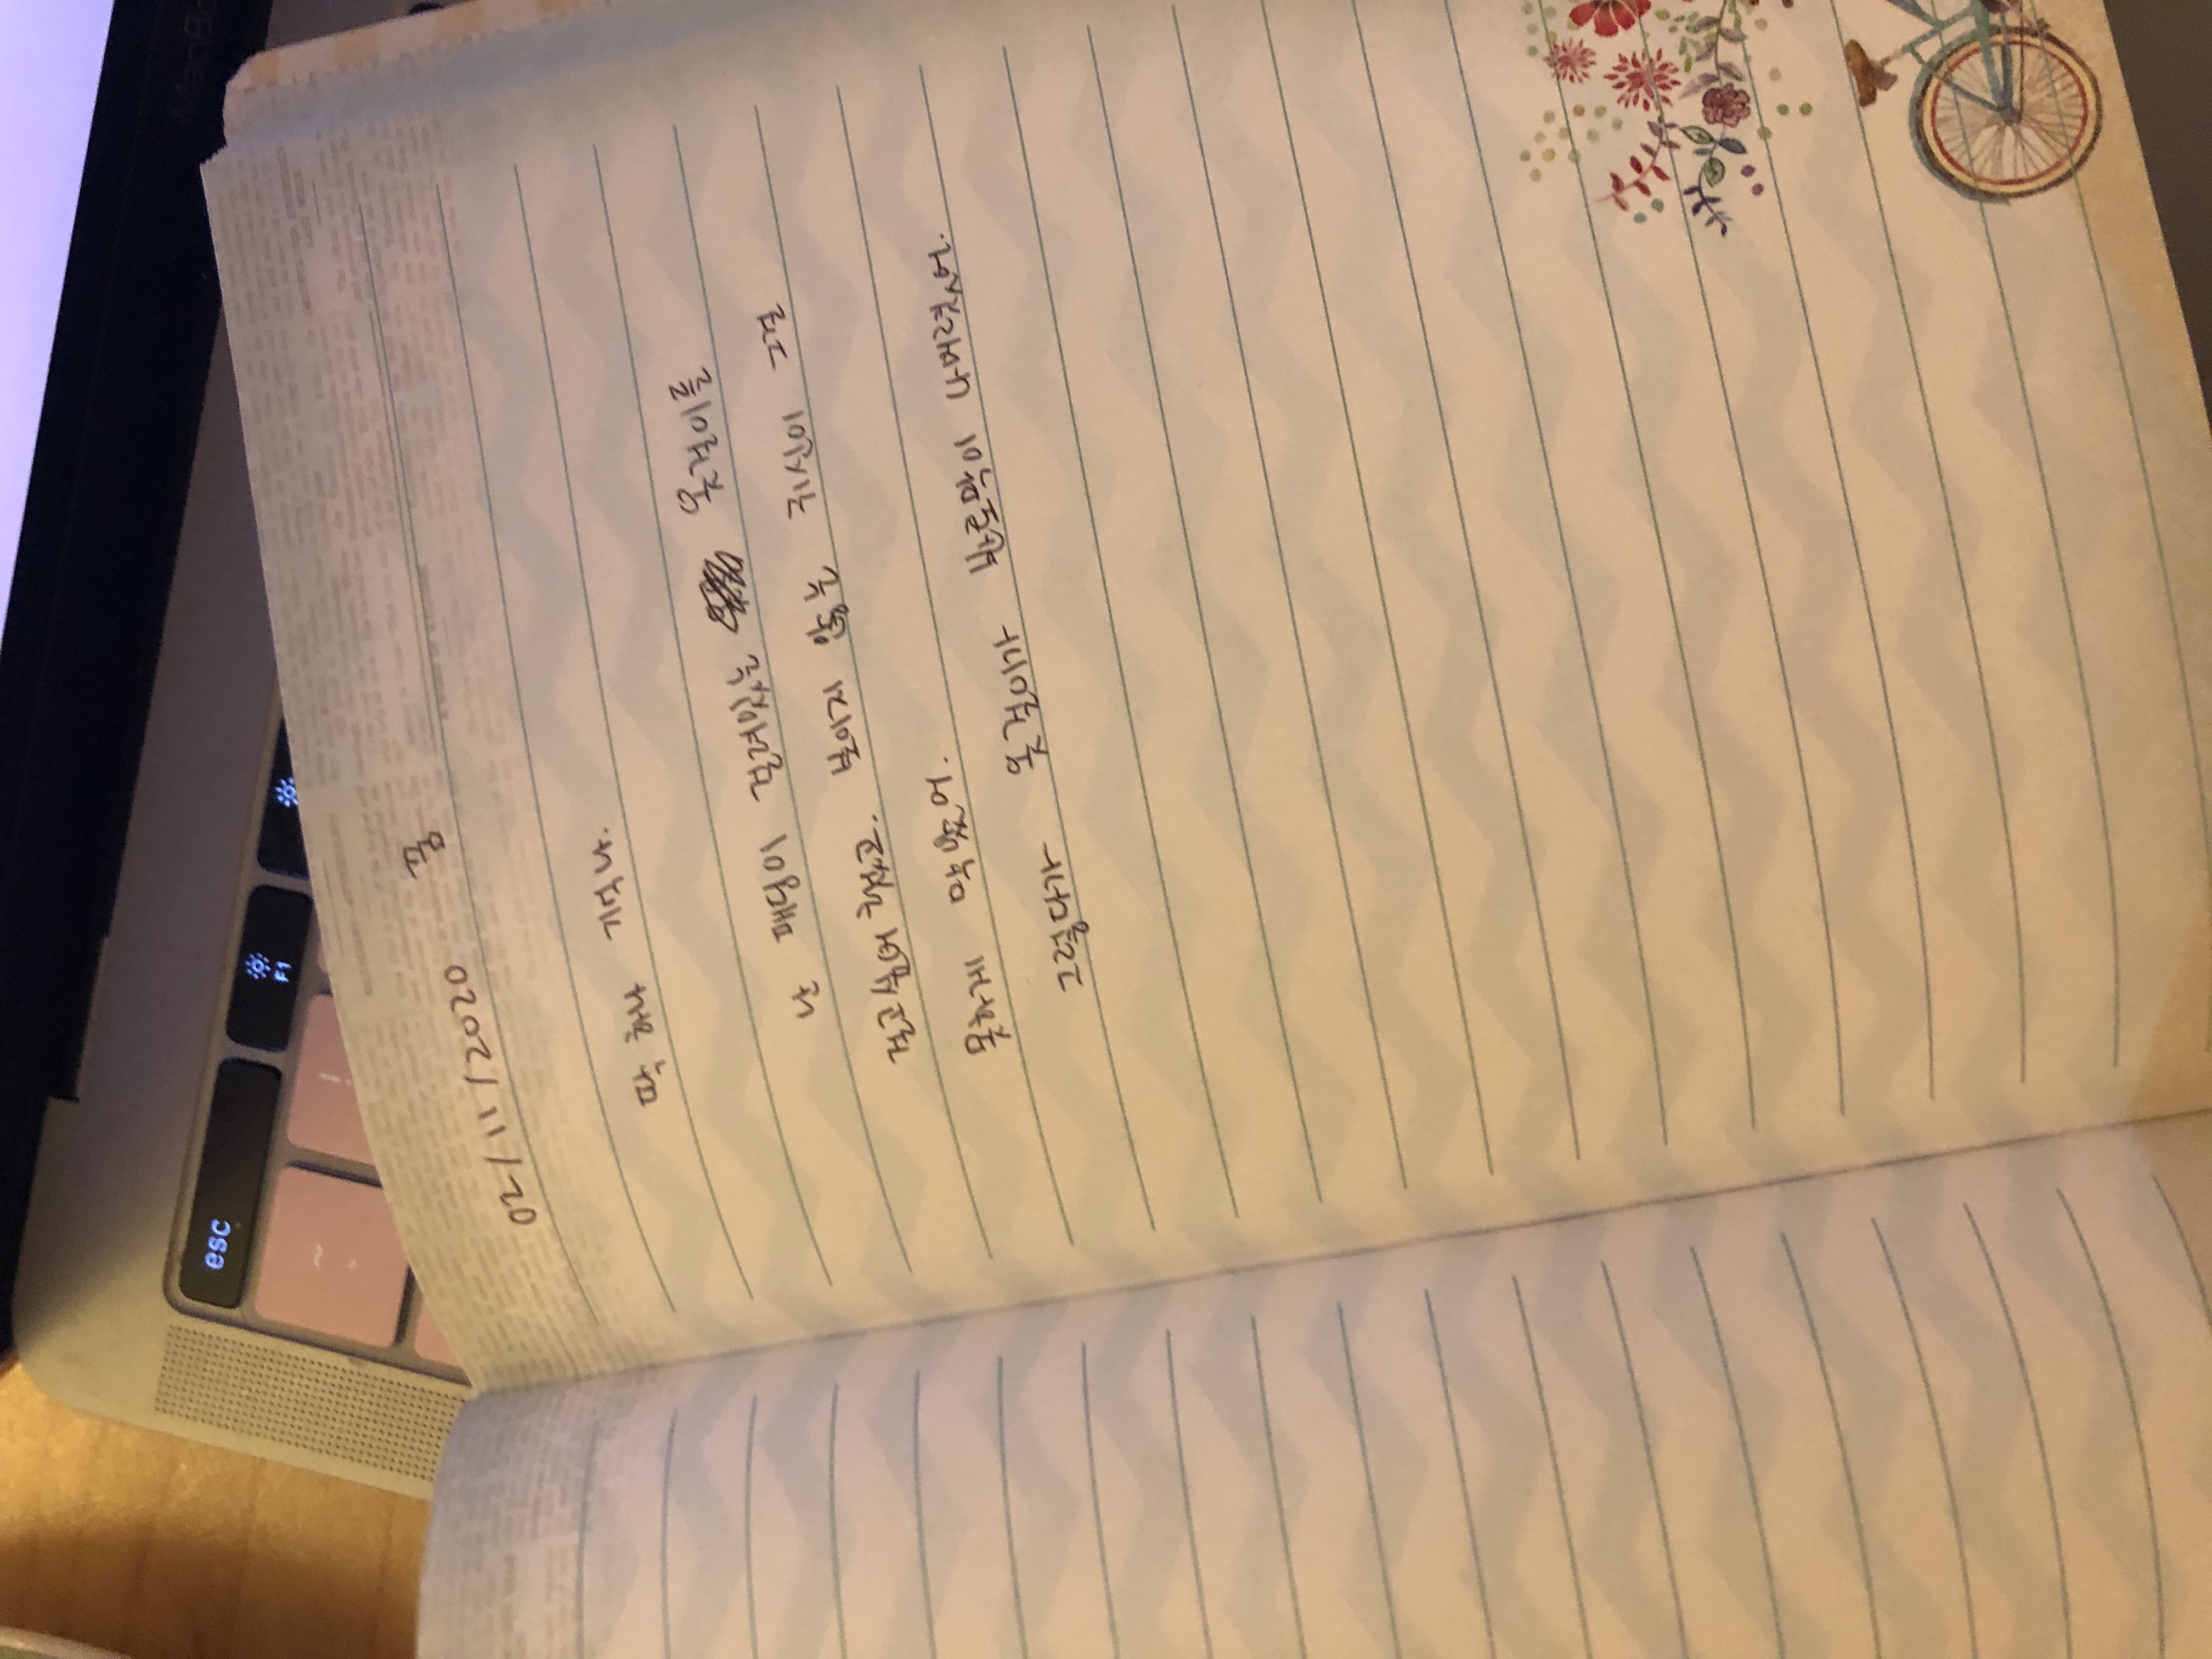 esc
F1
MacB
02/11/2020 꿈
딱 하나 기억나.
난 패딩이 걸려있는 옷걸이를
걸고싶어 했고. 보이지 않는 귀신이 그걸
못하게 막았어.
그렇다가 옷걸이가 반토막이 나버렸어.